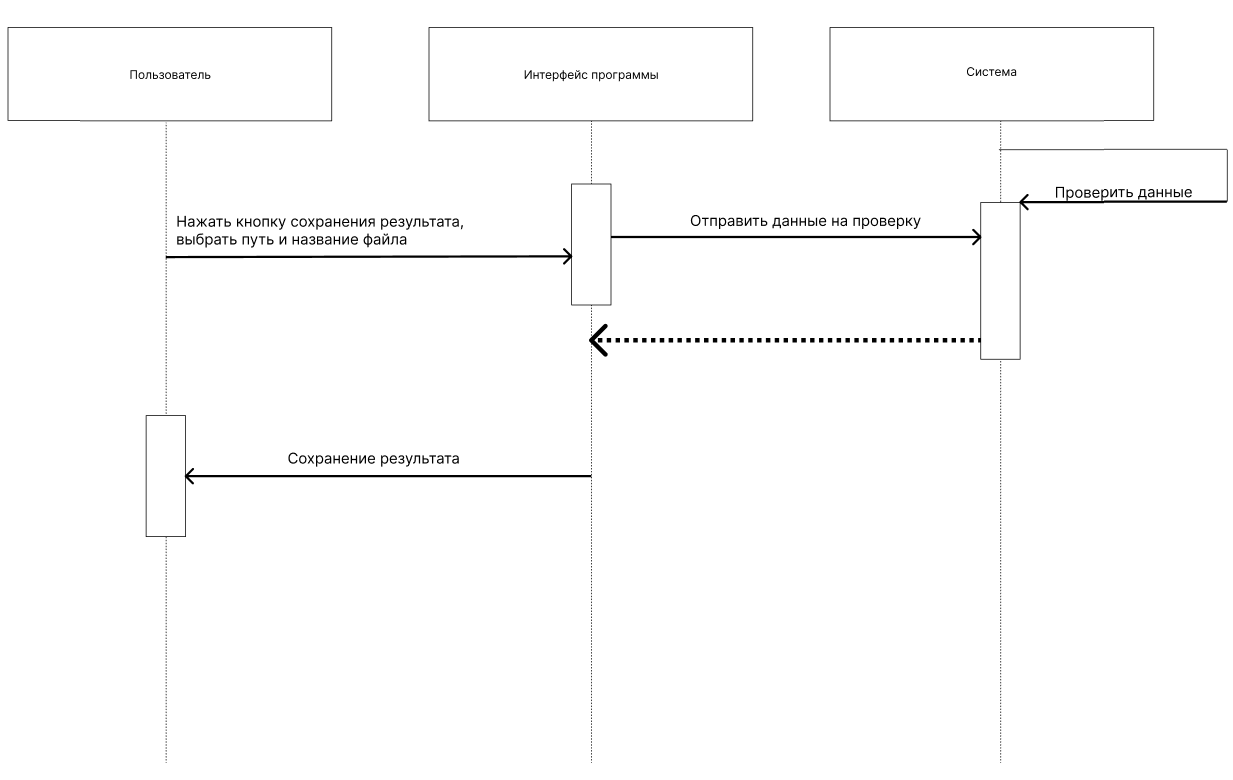 Пользователь
Интерфейс программы
Система
Проверить данные
Нажать кнопку сохранения результата,
выбрать путь и название файла
Отправить данные на проверку
Сохранение результата